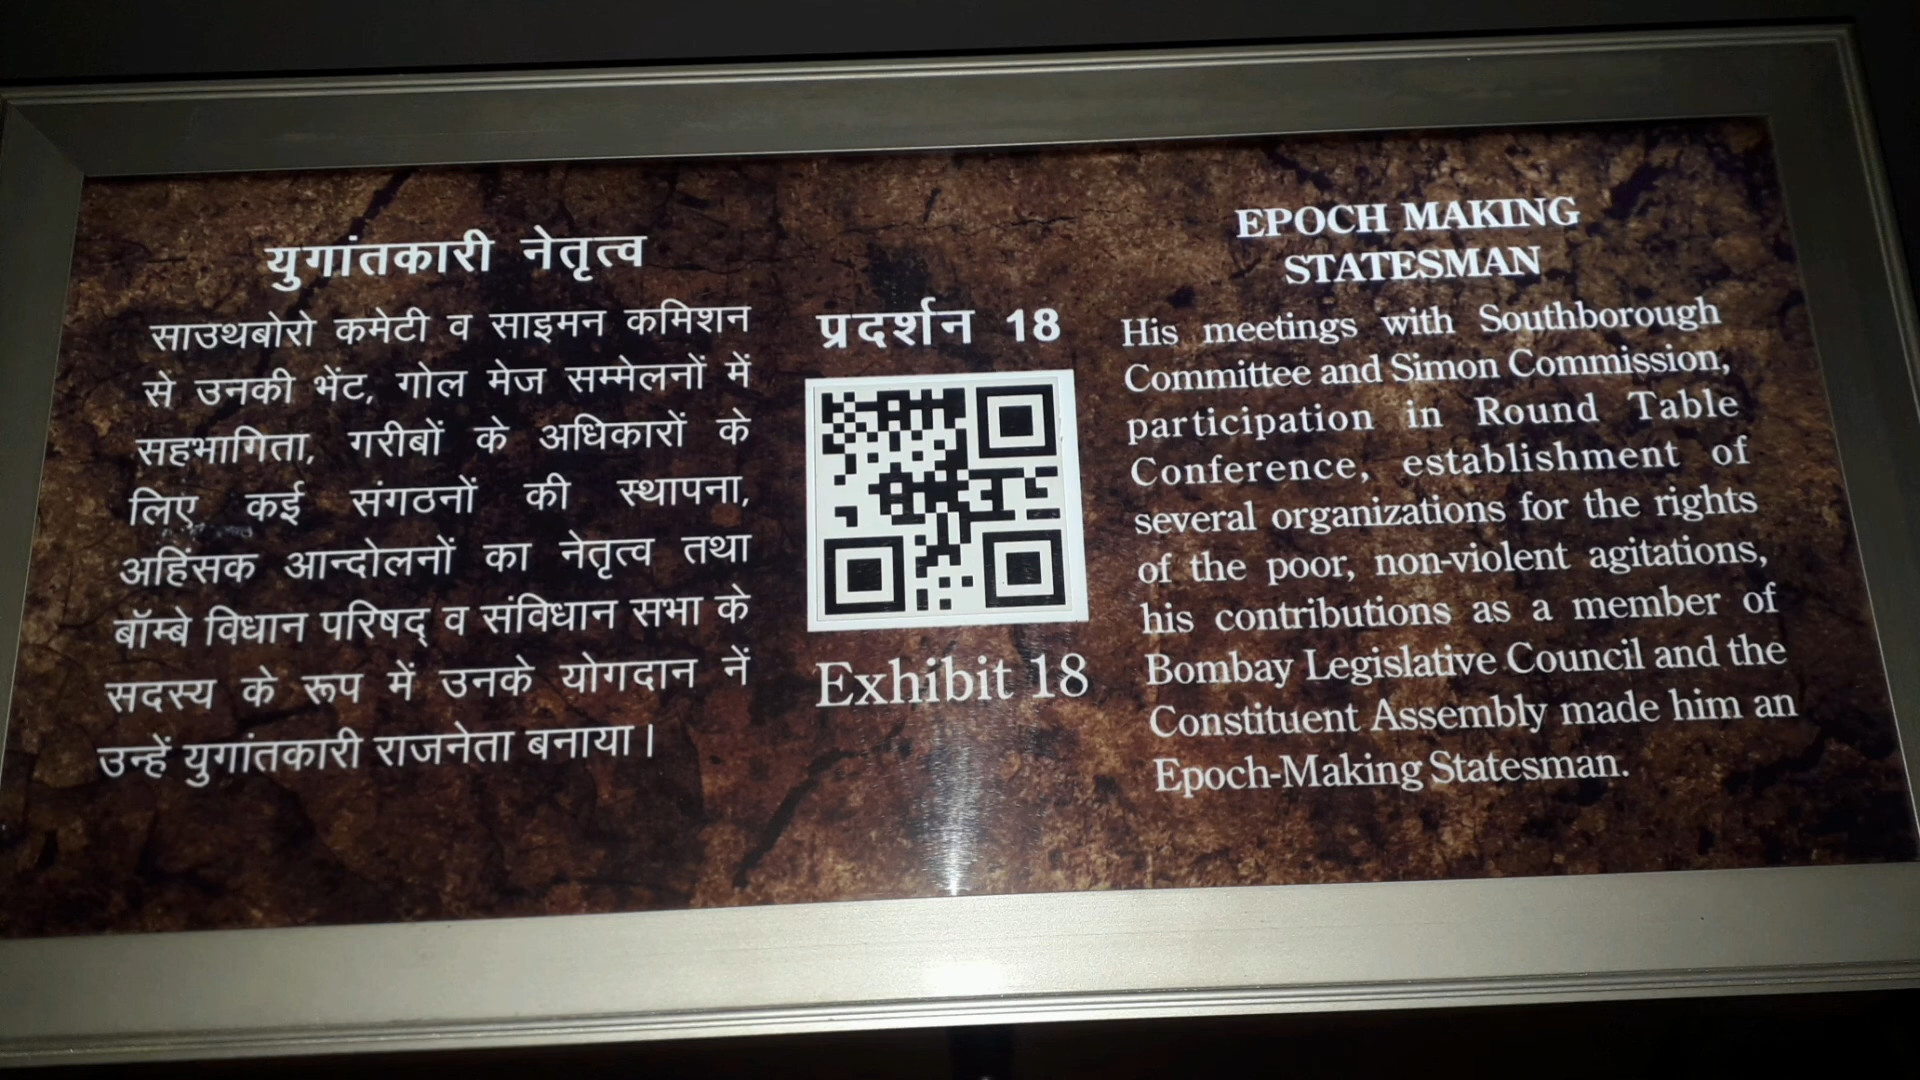 युगांतकारी नेतृत्व
साउथबोरो कमेटी व साइमन कमिशन
से उनकी भेंट, गोल मेज सम्मेलनों में
सहभागिता, गरीबों के अधिकारों के
लिए कई संगठनों की स्थापना,
अहिंसक आन्दोलनों का नेतृत्व तथा
बॉम्बे विधान परिषद् व संविधान सभा के
सदस्य के रूप में उनके योगदान नें
उन्हें युगांतकारी राजनेता बनाया।
प्रदर्शन 18
Exhibit 18
EPOCH MAKING
STATESMAN
His meetings with Southborough
Committee and Simon Commission,
participation in Round Table
Conference, establishment of
several organizations for the rights
of the poor, non-violent agitations,
his contributions as a member of
Bombay Legislative Council and the
Constituent Assembly made him an
Epoch-Making Statesman.